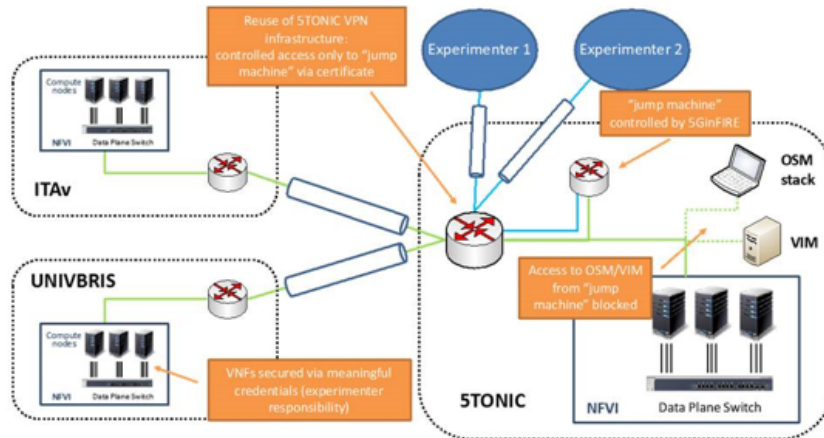 Reuse of 5TONIC VPN
infrastructure:
controlled access only to "jump
machine" via certificate
Experimenter 1
Experimenter 2
Compute
nodes
NFVI
Data Plane Switch
ITAv
"jump machine"
controlled by 5GinFIRE
OSM
stack
VIM
Access to OSM/VIM
from "jump
machine" blocked
UNIVBRIS
Compute
nodes
NFVI
Data Plane Switch
VNFs secured via meaningful
credentials (experimenter
responsibility)
5TONIC
NFVI
Data Plane Switch